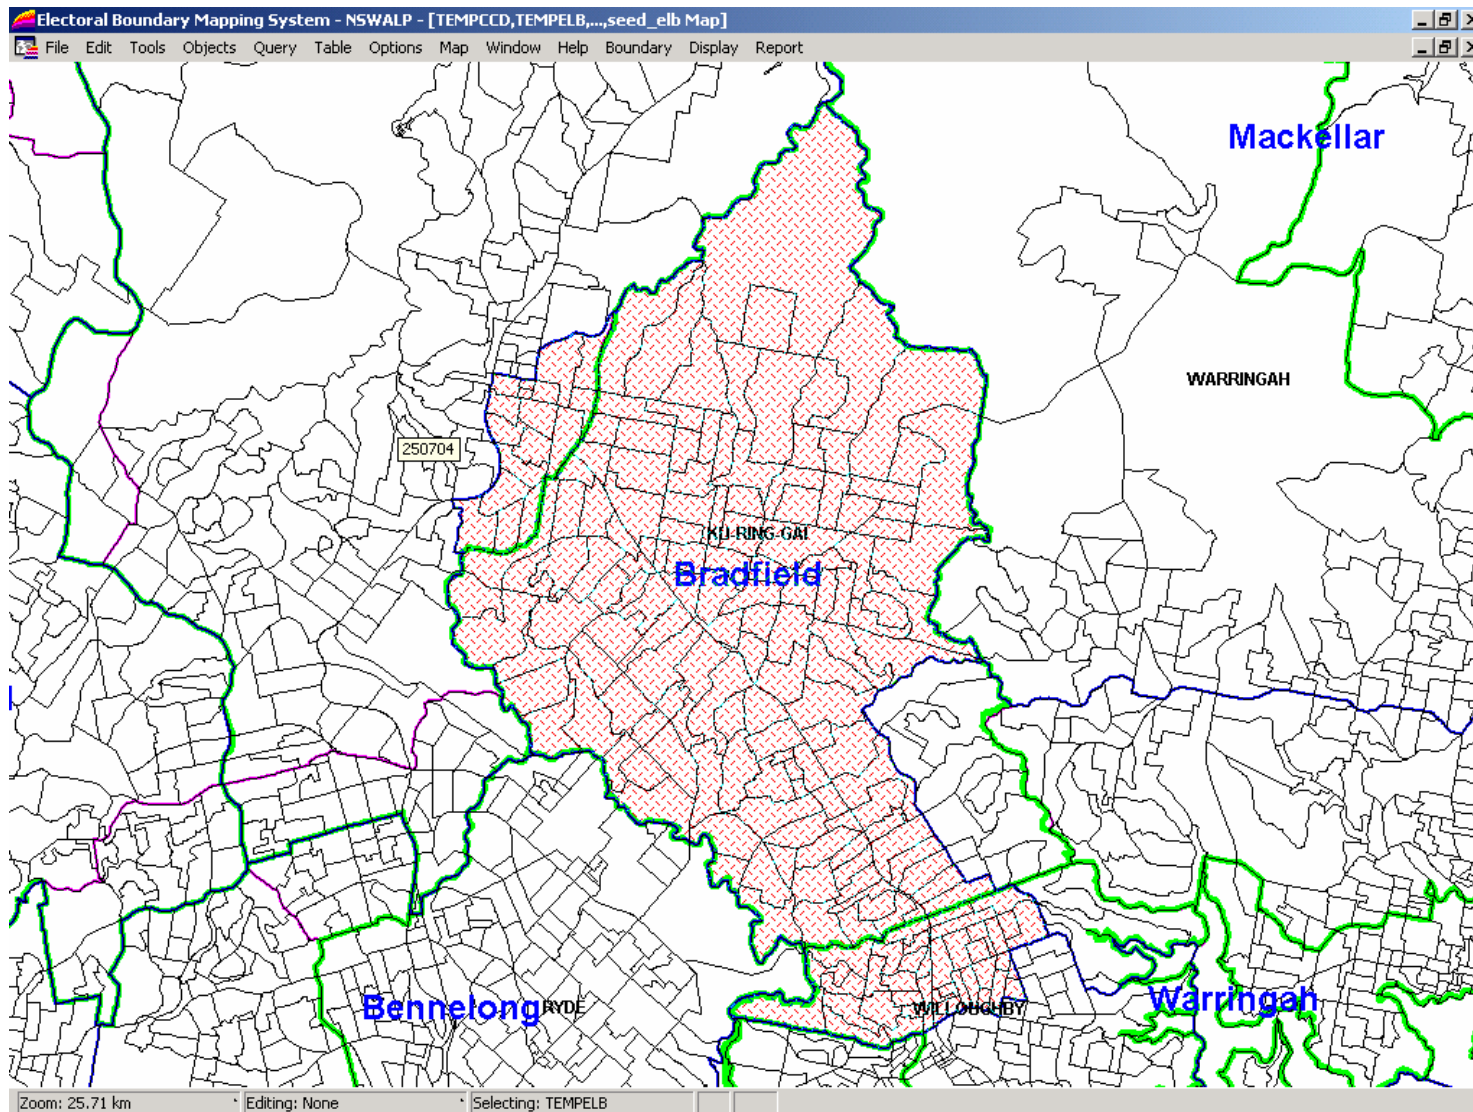 Electoral Boundary Mapping System - NSWALP - [TEMPCCD,TEMPELB,...,seed_elb Map]
File Edit Tools Objects Query Table Options Map Window Help Boundary Display Report
Mackellar
WARRINGAH
250704
KU-RING-GAI
Bradfield
Bennelong
RYDE
WILLOUGHBY
Warringah
Zoom: 25.71 km Editing: None Selecting: TEMPELB